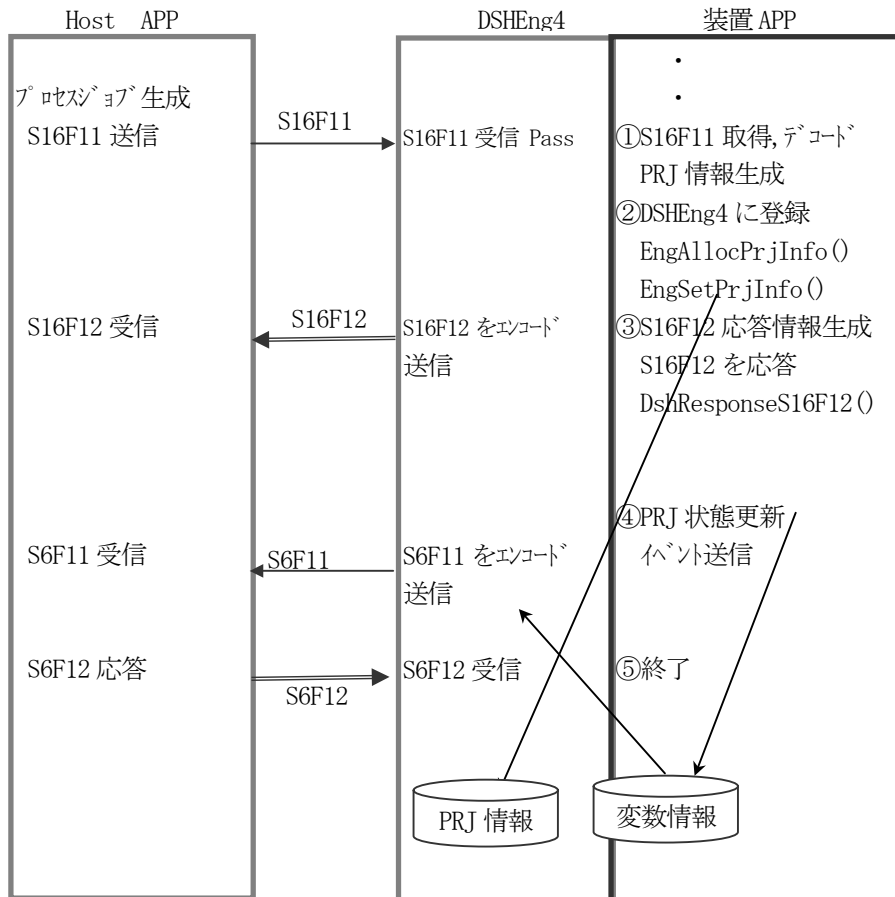 Host APP
DSHEng4
装置 APP
・
・
プロセスジョブ生成
S16F11 送信
S16F11
S16F11 受信 Pass
①S16F11 取得,デコード
PRJ 情報生成
②DSHEng4 に登録
EngAllocPrjInfo()
EngSetPrjInfo()
S16F12 受信
S16F12
S16F12 をエンコード
送信
③S16F12 応答情報生成
S16F12 を応答
DshResponseS16F12()
④PRJ 状態更新
イベント送信
S6F11 受信
S6F11
S6F11 をエンコード
送信
S6F12 応答
S6F12
S6F12 受信
⑤終了
PRJ 情報
変数情報